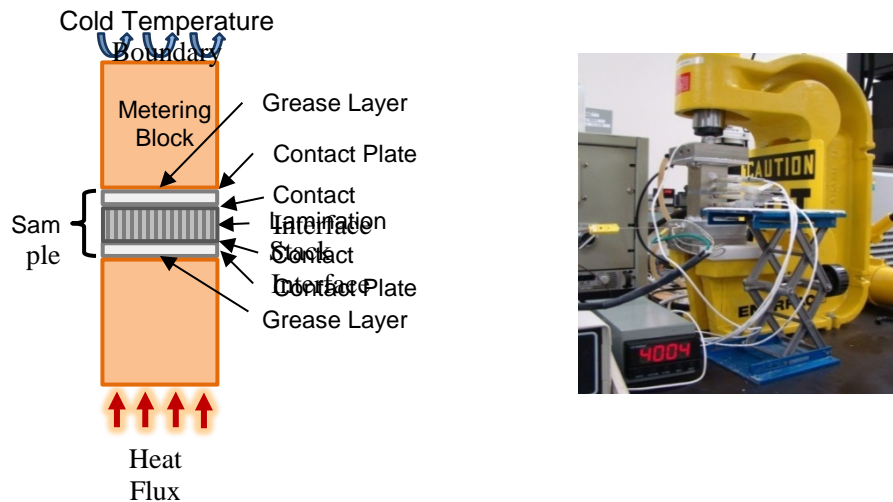 Cold Temperature
Boundary
Metering
Block
Grease Layer
Contact Plate
Contact
Interface
Lamination
Stack
Contact
Interface
Contact Plate
Grease Layer
Sam
ple
Heat
Flux
CAUTION
4004